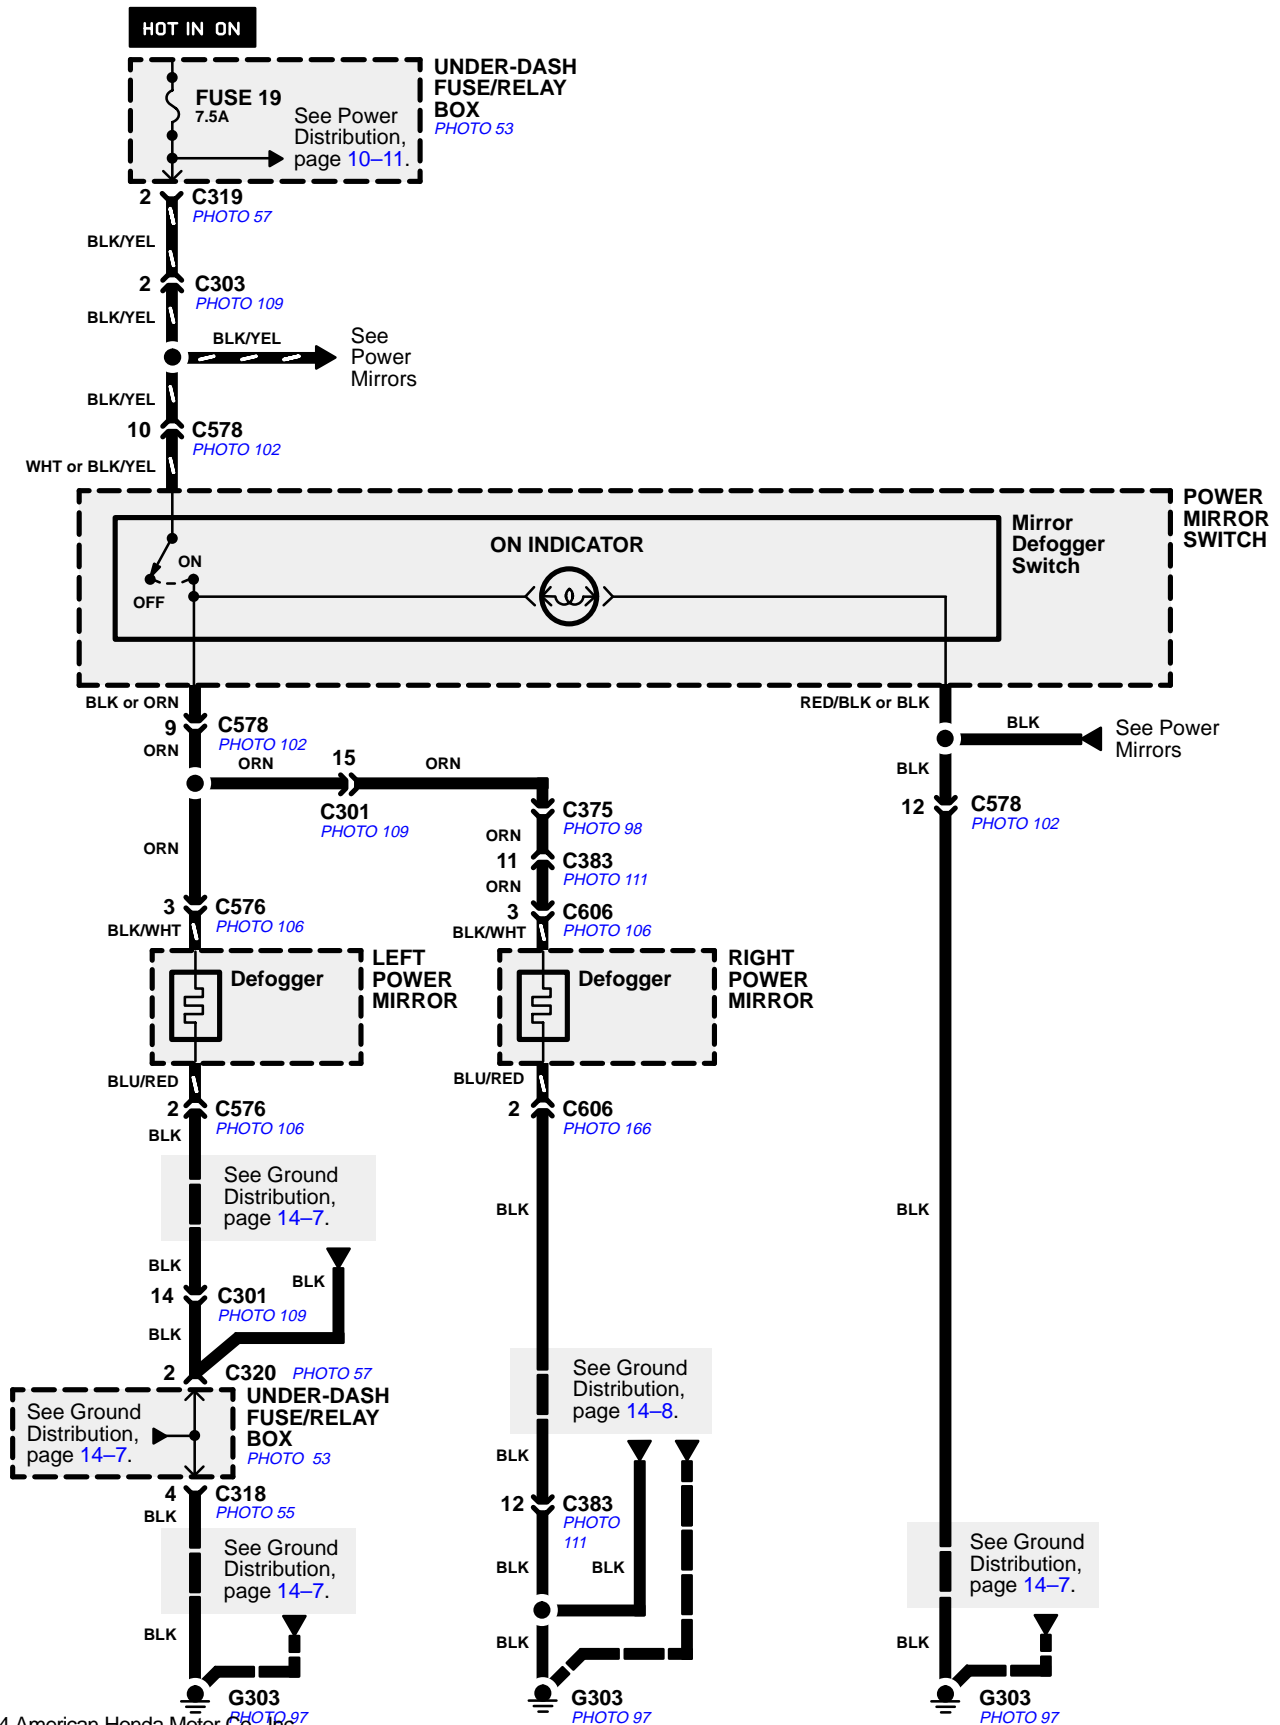 HOT IN ON
UNDER-DASH
FUSE/RELAY
BOX
PHOTO 53
FUSE 19
7.5A
See Power
Distribution,
page 10–11.
2 C319
PHOTO 57
BLK/YEL
2 C303
PHOTO 109
BLK/YEL
BLK/YEL
See
Power
Mirrors
BLK/YEL
10 C578
PHOTO 102
WHT or BLK/YEL
POWER
MIRROR
SWITCH
Mirror
Defogger
Switch
ON INDICATOR
ON
OFF
BLK or ORN
9 C578
PHOTO 102
ORN
ORN
15
ORN
C301
PHOTO 109
RED/BLK or BLK
BLK
See Power
Mirrors
BLK
12 C578
PHOTO 102
C375
PHOTO 98
ORN
ORN
11 C383
PHOTO 111
ORN
3 C576
PHOTO 106
BLK/WHT
3 C606
PHOTO 106
BLK/WHT
Defogger
LEFT
POWER
MIRROR
Defogger
RIGHT
POWER
MIRROR
BLU/RED
2 C576
PHOTO 106
BLK
BLU/RED
2 C606
PHOTO 166
See Ground
Distribution,
page 14–7.
BLK
BLK
BLK
BLK
14 C301
PHOTO 109
BLK
2 C320 PHOTO 57
UNDER-DASH
FUSE/RELAY
BOX
PHOTO 53
See Ground
Distribution,
page 14–7.
See Ground
Distribution,
page 14–8.
BLK
4 C318
PHOTO 55
BLK
12 C383
PHOTO
111
See Ground
Distribution,
page 14–7.
BLK
BLK
See Ground
Distribution,
page 14–7.
BLK
BLK
BLK
G303
PHOTO 97
G303
PHOTO 97
G303
PHOTO 97
4 American Honda Motor Co., Inc.